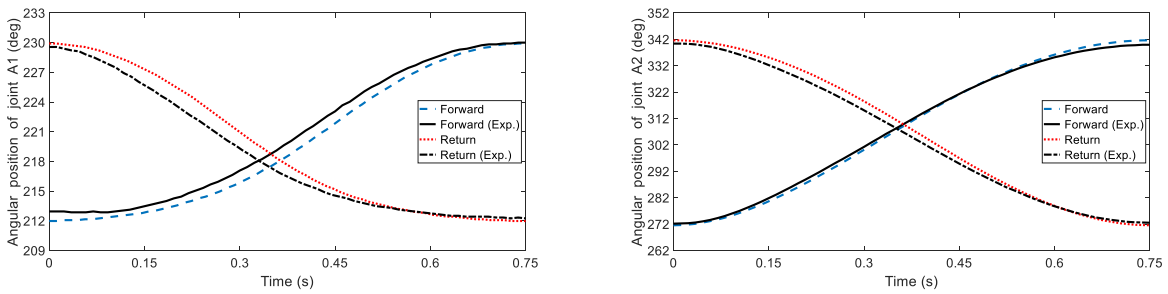 Angular position of joint A1 (deg)
233
230
227
224
221
218
215
212
209
0 0.15 0.3 0.45 0.6 0.75
Time (s)
Forward
Forward (Exp.)
Return
Return (Exp.)
Angular position of joint A2 (deg)
352
342
332
322
312
302
292
282
272
262
0 0.15 0.3 0.45 0.6 0.75
Time (s)
Forward
Forward (Exp.)
Return
Return (Exp.)